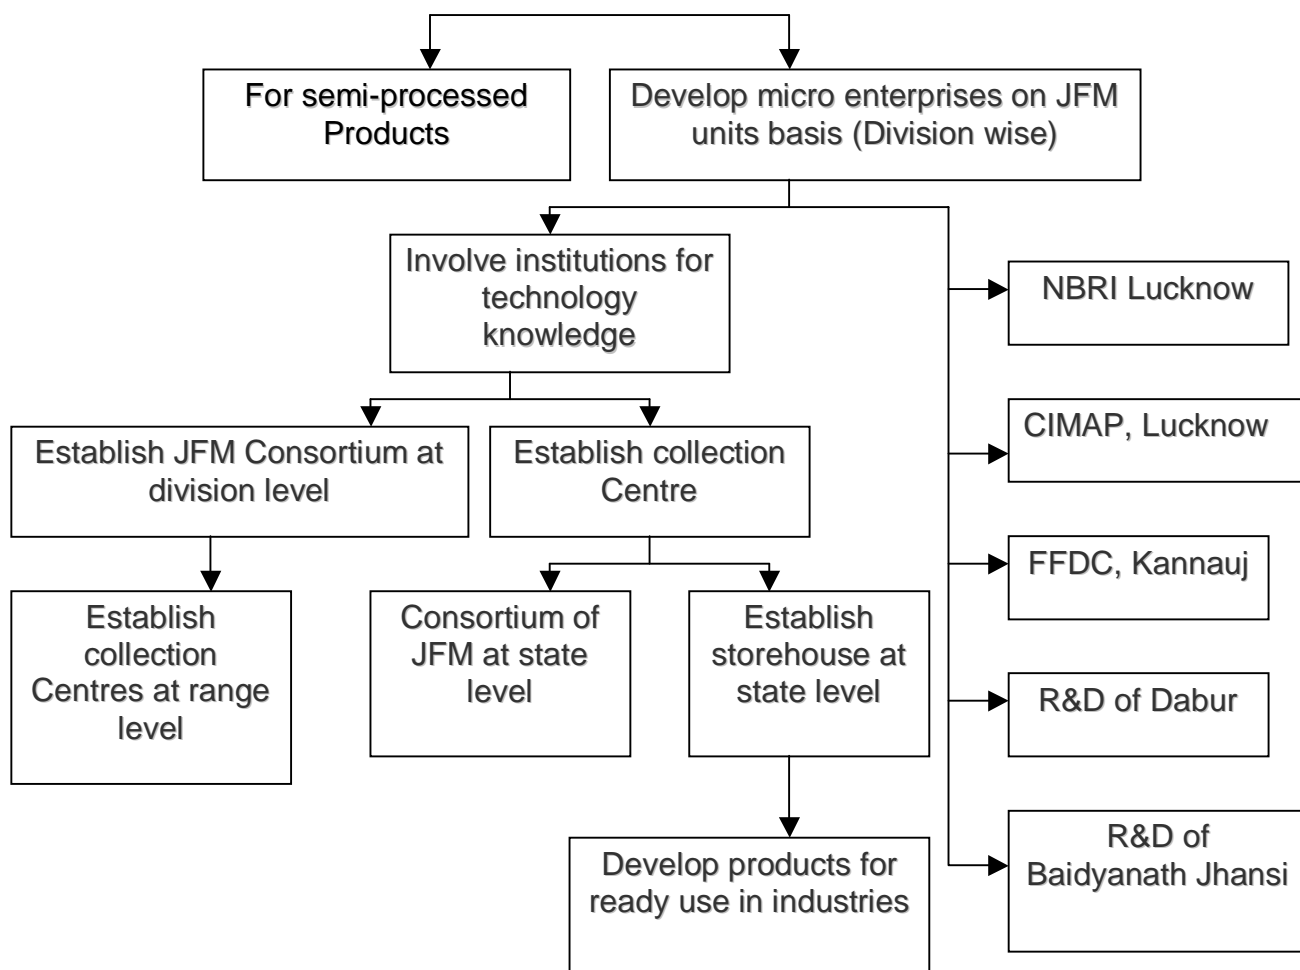 For semi-processed
Products
Develop micro enterprises on JFM
units basis (Division wise)
Involve institutions for
technology
knowledge
NBRI Lucknow
CIMAP, Lucknow
Establish JFM Consortium at
division level
Establish collection
Centre
FFDC, Kannauj
Establish
collection
Centres at range
level
Consortium of
JFM at state
level
Establish
storehouse at
state level
R&D of Dabur
Develop products for
ready use in industries
R&D of
Baidyanath Jhansi